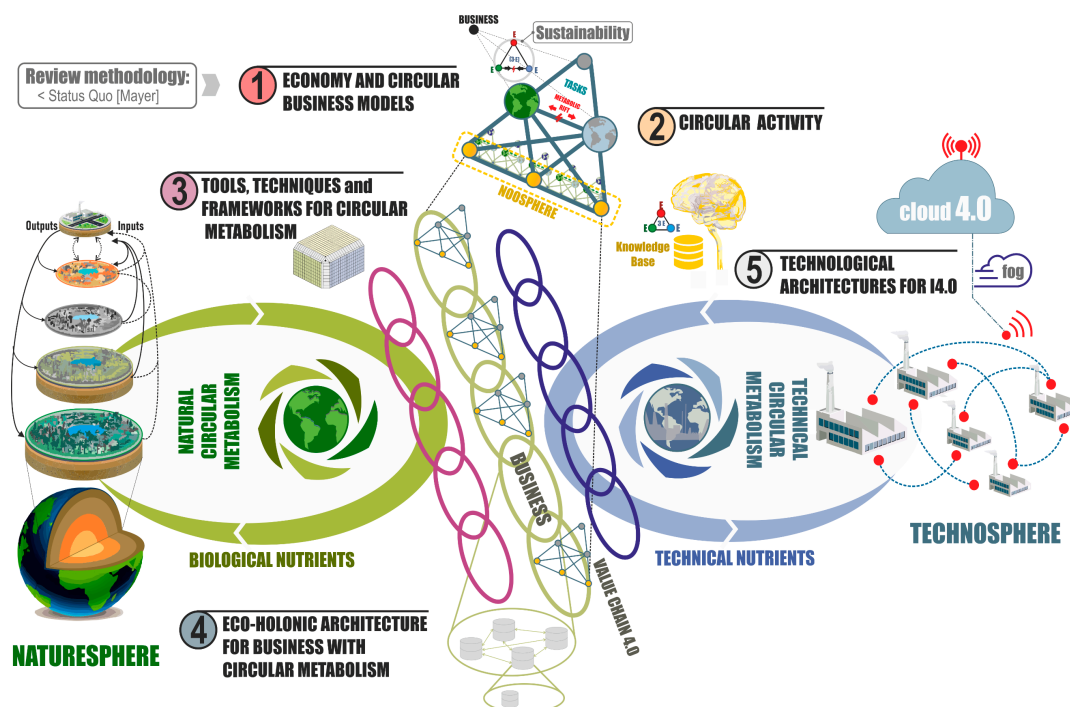 BUSINESS
E
Sustainability
3E
E
E
Review methodology:
< Status Quo [Mayer]
1
ECONOMY AND CIRCULAR
BUSINESS MODELS
TASKS
METABOLIC
RIFT
2
CIRCULAR ACTIVITY
NOOSPHERE
3
TOOLS, TECHNIQUES and
FRAMEWORKS FOR CIRCULAR
METABOLISM
E
3 E
E
E
Knowledge
Base
cloud 4.0
fog
5
TECHNOLOGICAL
ARCHITECTURES FOR I4.0
Outputs
Inputs
NATURAL
CIRCULAR
METABOLISM
TECHNICAL
CIRCULAR
METABOLISM
BUSINESS
VALUE CHAIN 4.0
BIOLOGICAL NUTRIENTS
TECHNICAL NUTRIENTS
TECHNOSPHERE
4
ECO-HOLONIC ARCHITECTURE
FOR BUSINESS WITH
CIRCULAR METABOLISM
NATURESPHERE